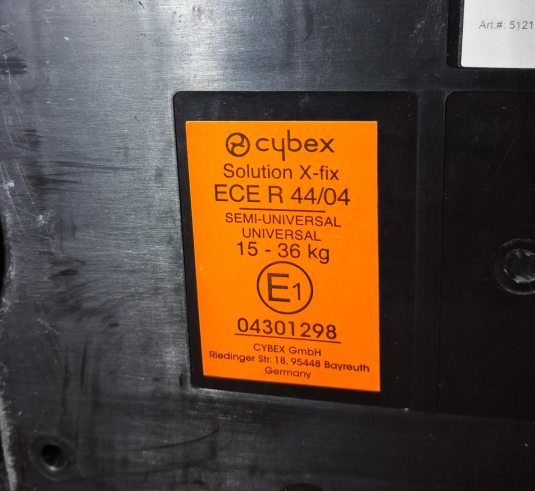 Art.#: 5121
cybex
Solution X-fix
ECE R 44/04
SEMI-UNIVERSAL
UNIVERSAL
15 - 36 kg
E1
04301298
CYBEX GmbH
Riedinger Str. 18, 95448 Bayreuth
Germany